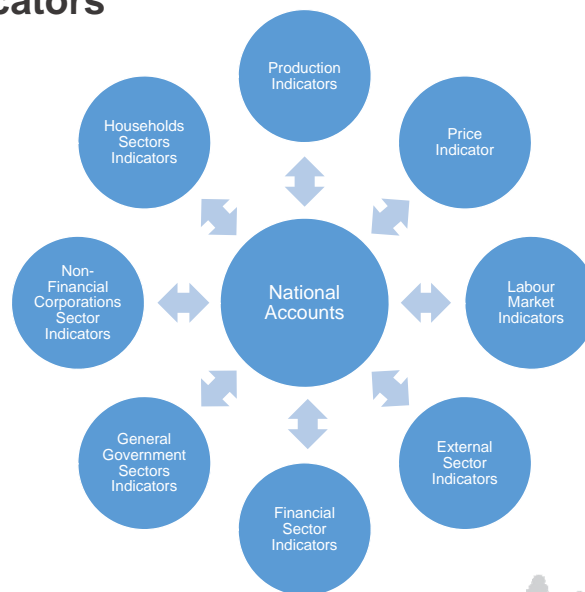 Production
Indicators
Price
Indicator
Labour
Market
Indicators
External
Sector
Indicators
Financial
Sector
Indicators
General
Government
Sectors
Indicators
Non-
Financial
Corporations
Sector
Indicators
Households
Sectors
Indicators
National
Accounts